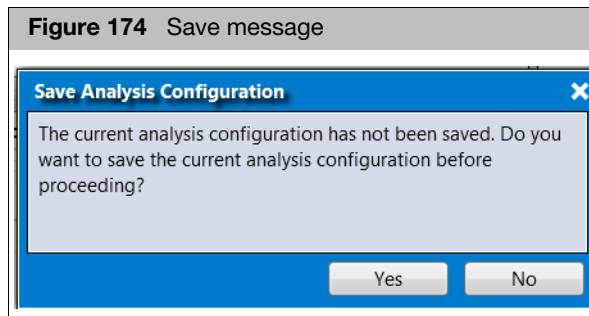 Figure 174 Save message
Save Analysis Configuration
The current analysis configuration has not been saved. Do you
want to save the current analysis configuration before
proceeding?
Yes No